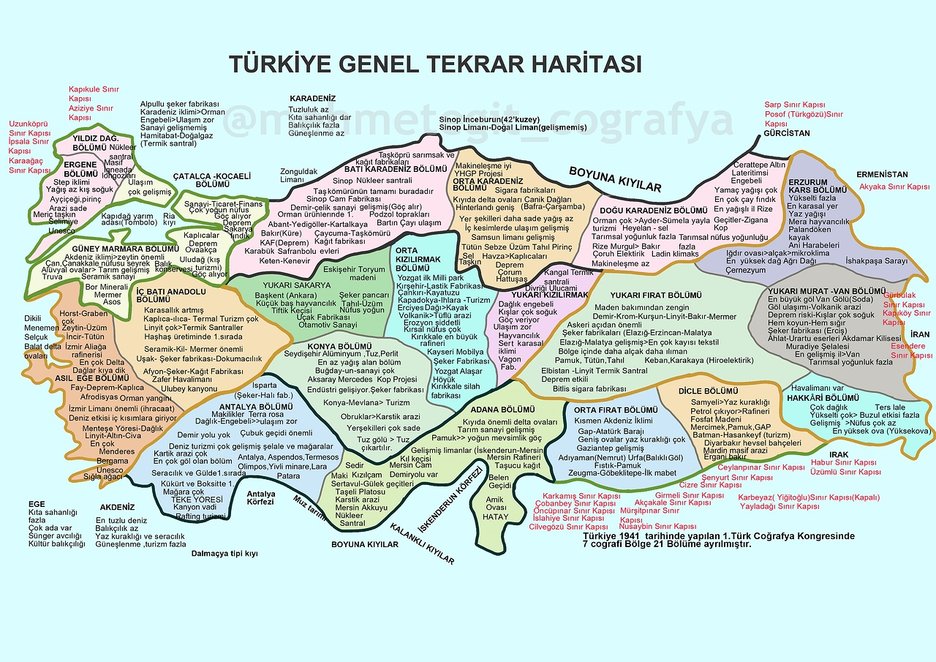 TÜRKİYE GENEL TEKRAR HARİTASI
@mehmetagit_cografya
Kapıkule Sınır
Kapısı
Aziziye Sınır
Kapısı
Uzunköprü
Sınır Kapısı
İpsala Sınır
Kapısı
Karaağaç
Sınır Kapısı
Alpullu şeker fabrikası
Karadeniz iklimi>Orman
Engebeli>Ulaşım zor
Sanayi gelişmemiş
Hamitabat-Doğalgaz
(Termik santral)
KARADENİZ
Tuzluluk az
Kıta sahanlığı dar
Balıkçılık fazla
Güneşlenme az
Sinop İnceburun(42'kuzey)
Sinop Limanı-Doğal Liman(gelişmemiş)
Sarp Sınır Kapısı
Posof (Türkgözü)Sınır
Kapısı
GÜRCİSTAN
ERMENİSTAN
Akyaka Sınır Kapısı
YILDIZ DAG.
BÖLÜMÜ
Nükleer
santral
Masif
İğneada
longozları
ERGENE
BÖLÜMÜ
Step iklimi
Yağış az kış soğuk
Ayçiçeği,pirinç
Arazi sade
Meriç taşkın
Selimiye
Unesco
Ulaşım
çok gelişmiş
ÇATALCA -KOCAELİ
BÖLÜMÜ
Sanayi-Ticaret-Finans
Çok yoğun nüfus
Göç alıyor
Deprem
Sakarya
fındık
Kapıdağ yarım
adası(Tombolo)
Ria
kıyı
GÜNEY MARMARA BÖLÜMÜ
Akdeniz iklimi>zeytin önemli
Çan,Çanakkale nüfusu seyrek
Alüvyal ovalar> Tarım gelişmiş
Truva
Seramik sanayi
Balık
konservesi
Kaplıcalar
Deprem
Ovaakça
Uludağ (kış
turizmi)
Göç alıyor
Bor Minerali
Mermer
Zonguldak
Limanı
Taşköprü sarımsak ve
kağıt fabrikaları
BATI KARADENİZ BÖLÜMÜ
Sinop Nükleer santrali
Taşkömürünün tamamı buradadır
Sinop Cam Fabrikası
Demir-çelik sanayi gelişmiş(Göç alır)
Orman ürünlerinde 1.
Podzol topraklar
Abant-Yedigöller-Kartalkaya
Bartın Çayı ulaşım
Bakır(Küre)
Çaycuma-Taşköprü
KAF(Deprem)
Kağıt fabrikası
Karabük Safranbolu evleri
Keten-Kenevir
Makineleşme iyi
YHGP Projesi
ORTA KARADENİZ
BÖLÜMÜ
Sigara fabrikaları
Kıyıda delta ovaları
Canik Dağları
Hinterlandı geniş
(Bafra-Çarşamba)
Yer şekilleri daha sade yağış az
İç kesimlerde ulaşım gelişmiş
Samsun limanı gelişmiş
Tütün Sebze Üzüm Tahıl Pirinç
Sel
Taşkın
Havza>Kaplıcaları
Deprem
Çorum
Hattuşaş
BOYUNA KIYILAR
DOĞU KARADENİZ BÖLÜMÜ
Orman çok >Ayder-Sümela yayla
turizmi
Heyelan - sel
Kıyıda nüfus yoğunluğu fazla
Rize Murgul> Bakır
Çoruh Elektirik
Makineleşme az
Cerattepe Altın
Lateritimsi
Engebeli
Yamaç yağışı çok
En çok çay fındık
En yağışlı il Rize
Geçitler-Zigana
Kop
Tarımsal nüfus yoğunluğu
fazla
Ladin klimaks
ERZURUM
KARS BÖLÜMÜ
Yükselti fazla
En karasal yer
Yaz yağışı
Mera hayvancılık
Palandöken
kayak
Ani Harabeleri
Iğdır ovası>alçak>mikroklima
En yüksek dağ Ağrı Dağı
Çernezyum
İshakpaşa Sarayı
YUKARI MURAT -VAN BÖLÜMÜ
En büyük göl Van Gölü(Soda)
Göl ulaşımı-Volkanik arazi
Deprem riski-Kışlar çok soğuk
Hem koyun-Hem sığır
Şeker fabrikası (Erciş)
Ahlat-Urartu eserleri Akdamar Kilisesi
Muradiye Şelalesi
En gelişmiş il>Van
Tarımsal yoğunluk fazla
Gürbulak
Sınır Kapısı
Kapıköy Sınır
Kapısı
İRAN
Esendere
Sınır Kapısı
İÇ BATI ANADOLU
BÖLÜMÜ
Karasallık artmış
Kaplıca-ılıca- Termal Turizm çok
Linyit çok>Termik Santraller
Haşhaş üretiminde 1.sırada
Seramik-Kil- Mermer önemli
Uşak- Şeker fabrikası-Dokumacılık
Afyon-Şeker-Kağıt Fabrikası
Zafer Havalimanı
Ulubey kanyonu
Dikili
Menemen
Selçuk
Balat delta
ovaları
Horst-Graben
Zeytin-Üzüm
İncir-Tütün
İzmir
rafinerisi
Dağlar kıya dik
İzmir Aliağa
En çok Delta
ASIL EGE BÖLÜMÜ
Fay-Deprem-Kaplıca
Afrodisyas
Orman yangını
İzmir Limanı önemli (ihracaat)
Deniz etkisi iç kısımlara giriyor
Menteşe Yöresi-Dağlık
Linyit-Altın-Civa
En çok
Menderes
Bergama
Unesco
Sığla ağacı
Eskişehir Toryum
madeni
YUKARI SAKARYA
Başkent (Ankara)
Küçük baş hayvancılık
Tiftik Keçisi
Şeker pancarı
Tahıl-Üzüm
Nüfus yoğun
Uçak Fabrikası
Otomativ Sanayi
ORTA
KIZILIRMAK
BÖLÜMÜ
Yozgat ilk Milli park
Kırşehir-Lastik Fabrikası
Çankırı-Kayatuzu
Kapadokya-Ihlara -Turizm
Erciyes Dağı>Kayak
Volkanik>Tüflü arazi
Erozyon şiddetli
Kırsal nüfus çok
Kırıkkale en büyük
rafineri
Kayseri Mobilya
Şeker Fabrikası
Yozgat Alaşar
Höyük
Kırıkkale silah
fabrikası
YUKARI KIZILIRMAK
Kangal Termik
santral
Divriği Ulucami
Dağlık engebeli
Kışlar çok soğuk
Göç veriyor
Ulaşım zor
Hayvancılık
Sert karasal
iklimi
Vagon
Fab.
YUKARI FIRAT BÖLÜMÜ
Maden bakımından zengin
Demir-Krom-Kurşun-Linyit-Bakır-Mermer
Askeri açıdan önemli
Şeker fabrikaları (Elazığ-Erzincan-Malatya)
Elazığ-Malatya gelişmiş>En çok kayısı tekstil
Bölge içinde daha alçak daha ılıman
Pamuk, Tütün,Tahıl
Keban,Karakaya (Hiroelektirik)
Elbistan -Linyit Termik Santral
Deprem etkili
Bitlis sigara fabrikası
KONYA BÖLÜMÜ
Seydişehir Alüminyum ,Tuz,Perlit
En az yağış alan bölüm
Buğday-un-sanayi çok
Aksaray Mercedes
Kop Projesi
Endüstri gelişiyor.Şeker Fabrikası
Konya-Mevlana> Turizm
Obruklar>Karstik arazi
Yerşekilleri çok sade
Tuz gölü > Tuz
çıkartılır.
Isparta
(Şeker-Halı fab.)
ANTALYA BÖLÜMÜ
Makilikler Terra rosa
Dağlık-Engebeli>>ulaşım zor
Demir yolu yok
Çubuk geçidi önemli
Turizm çok gelişmiş şelale ve mağaralar
Kartik arazi çok
En çok göl olan bölüm
Antalya, Aspendos,Termesos
Seracılık ve Gülde1.sırada
Olimpos,Yivli minare,Lara
Patara
Kükürt ve Boksitte 1.
Mağara çok
TEKE YÖRESİ
Kanyon vadi
Rafting turizmi
ADANA BÖLÜMÜ
Kıyıda önemli delta ovaları
Tarım sanayi gelişmiş
Pamuk>> yoğun mevsimlik göç
Gelişmiş limanlar (İskenderun-Mersin
Mersin Rafineri
Taşucu kağıt
Maki Kızılçam
Demiryolu var
Kıl keçisi
Mersin Cam
Sedir
Sertavul-Gülek geçitleri
Taşeli Platosu
Karstik arazi
Mersin Akkuyu
Nükleer
Santral
Belen
Geçidi
Amik
Ovası
HATAY
ORTA FIRAT BÖLÜMÜ
Kısmen Akdeniz İklimi
Gap-Atatürk Barajı
Geniş ovalar yaz kuraklığı çok
Gaziantep gelişmiş
Adıyaman(Nemrut) Urfa(Balıklı Göl)
Fıstık-Pamuk
Zeugma-Göbeklitepe-İlk mabet
DİCLE BÖLÜMÜ
Samyeli>Yaz kuraklığı
Petrol çıkıyor>Rafineri
Fosfat Madeni
Mercimek,Pamuk,GAP
Batman-Hasankeyf (turizm)
Diyarbakır hevsel bahçeleri
Mardin masif arazi
Ergani bakır
Havalimanı var
HAKKÂRİ BÖLÜMÜ
Çok dağlık
Yükselti çok>
Gelişmiş >Nüfus çok az
Ters lale
Buzul etkisi fazla
En yüksek ova (Yüksekova)
IRAK
Habur Sınır Kapısı
Üzümlü Sınır Kapısı
Ceylanpınar Sınır Kapısı
Şenyurt Sınır Kapısı
Cizre Sınır Kapısı
Karkamış Sınır Kapısı
Çobanbey Sınır Kapısı
Öncüpınar Sınır Kapısı
İslahiye Sınır Kapısı
Cilvegözü Sınır Kapısı
Girmeli Sınır Kapısı
Akçakale Sınır Kapısı
Mürşitpınar Sınır
Kapısı
Nusaybin Sınır Kapısı
Karbeyaz( Yiğitoğlu)Sınır Kapısı(Kapalı)
Yayladağı Sınır Kapısı
EGE
Kıta sahanlığı
fazla
Çok ada var
Sünger avcılığı
Kültür balıkçılığı
AKDENİZ
En tuzlu deniz
Balıkçılık az
Yaz kuraklığı ve seracılık
Güneşlenme ,turizm fazla
Dalmaçya tipi kıyı
Antalya
Körfezi
Muz tarımı
BOYUNA KIYILAR
KALANKLI KIYILAR
İSKENDERUN KÖRFEZİ
Türkiye 1941 tarihinde yapılan 1.Türk Coğrafya Kongresinde
7 coğrafi Bölge 21 Bölüme ayrılmıştır.